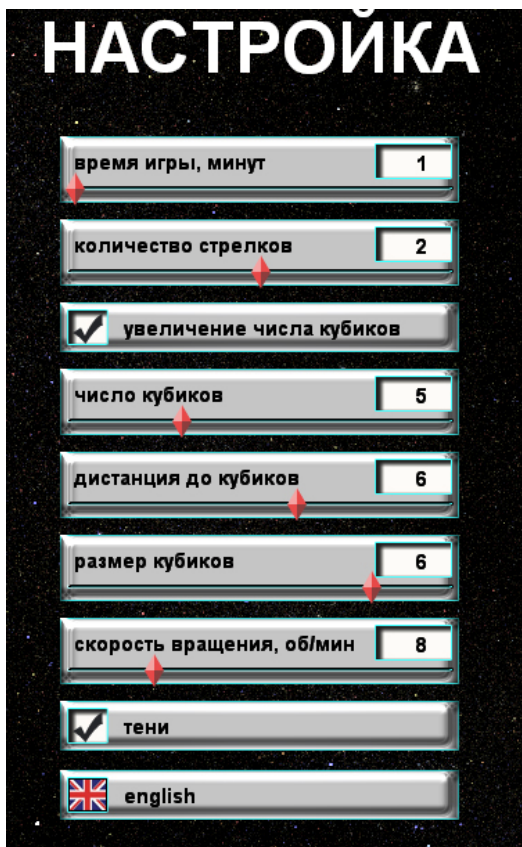 НАСТРОЙКА
время игры, минут 1
количество стрелков 2
увеличение числа кубиков
число кубиков 5
дистанция до кубиков 6
размер кубиков 6
скорость вращения, об/мин 8
тени
english